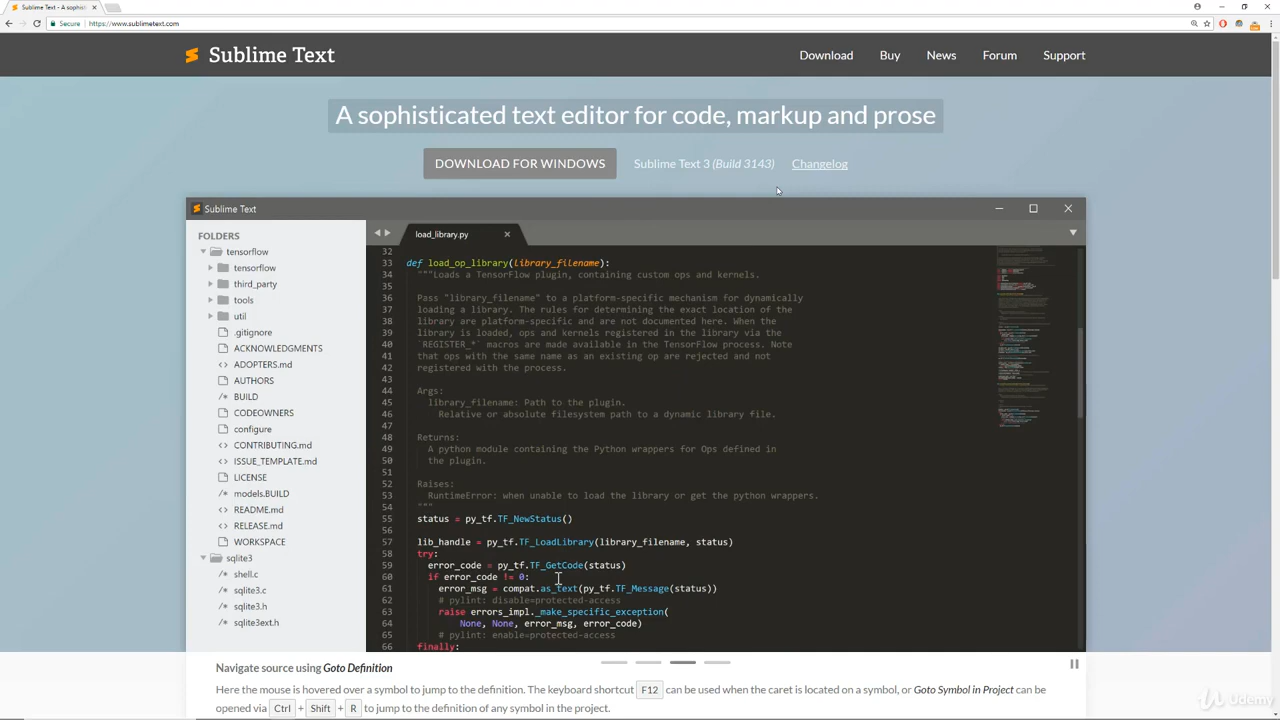 Sublime Text - A sophisti
Secure
https://www.sublimetext.com
Sublime Text
Download
Buy
News
Forum
Support
A sophisticated text editor for code, markup and prose
DOWNLOAD FOR WINDOWS
Sublime Text 3 (Build 3143)
Changelog
Sublime Text
FOLDERS
tensorflow
tensorflow
third_party
tools
util
.gitignore
ACKNOWLEDGMENTS
ADOPTERS.md
AUTHORS
BUILD
CODEOWNERS
configure
CONTRIBUTING.md
ISSUE_TEMPLATE.md
LICENSE
models.BUILD
README.md
RELEASE.md
WORKSPACE
sqlite3
shell.c
sqlite3.c
sqlite3.h
sqlite3ext.h
load_library.py
32
33 def load_op_library(library_filename):
34 """Loads a TensorFlow plugin, containing custom ops and kernels.
35
36 Pass "library_filename" to a platform-specific mechanism for dynamically
37 loading a library. The rules for determining the exact location of the
38 library are platform-specific and are not documented here. When the
39 library is loaded, ops and kernels registered in the library via the
40 `REGISTER_*` macros are made available in the TensorFlow process. Note
41 that ops with the same name as an existing op are rejected and not
42 registered with the process.
43
44 Args:
45 library_filename: Path to the plugin.
46 Relative or absolute filesystem path to a dynamic library file.
47
48 Returns:
49 A python module containing the Python wrappers for Ops defined in
50 the plugin.
51
52 Raises:
53 RuntimeError: when unable to load the library or get the python wrappers.
54 """
55 status = py_tf.TF_NewStatus()
56
57 lib_handle = py_tf.TF_LoadLibrary(library_filename, status)
58 try:
59 error_code = py_tf.TF_GetCode(status)
60 if error_code != 0:
61 error_msg = compat.as_text(py_tf.TF_Message(status))
62 # pylint: disable=protected-access
63 raise errors_impl._make_specific_exception(
64 None, None, error_msg, error_code)
65 # pylint: enable=protected-access
66 finally:
Navigate source using Goto Definition
Here the mouse is hovered over a symbol to jump to the definition. The keyboard shortcut F12 can be used when the caret is located on a symbol, or Goto Symbol in Project can be
opened via Ctrl + Shift + R to jump to the definition of any symbol in the project.
Udemy